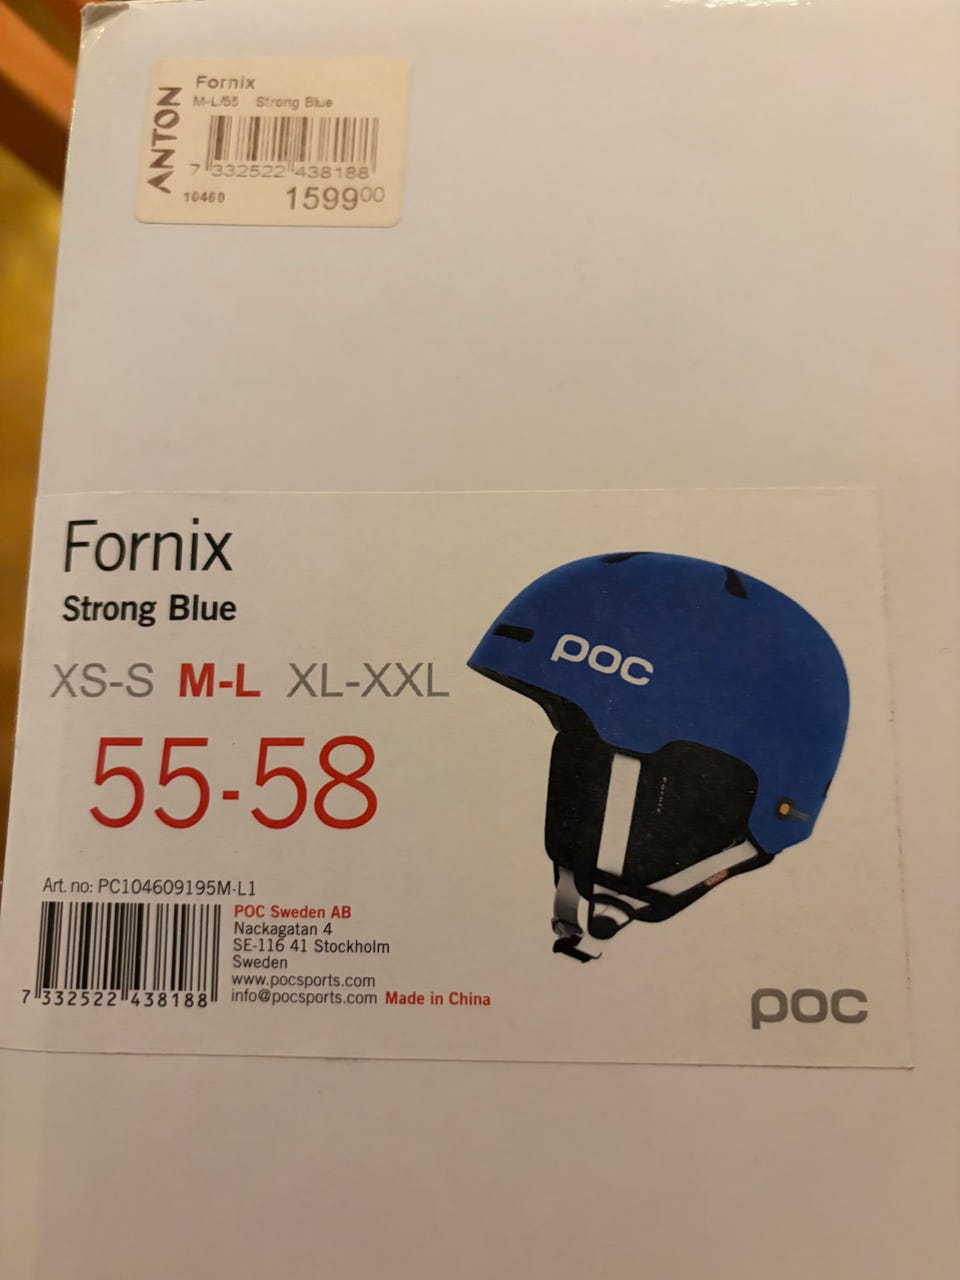 ANTON
Fornix
M-L/55 Strong Blue
7 332522 438188
10460 1599 00
Fornix
Strong Blue
XS-S M-L XL-XXL
55-58
poc
Art. no: PC104609195M-L1
7 332522 438188
POC Sweden AB
Nackagatan 4
SE-116 41 Stockholm
Sweden
www.pocsports.com
info@pocsports.com Made in China
poc